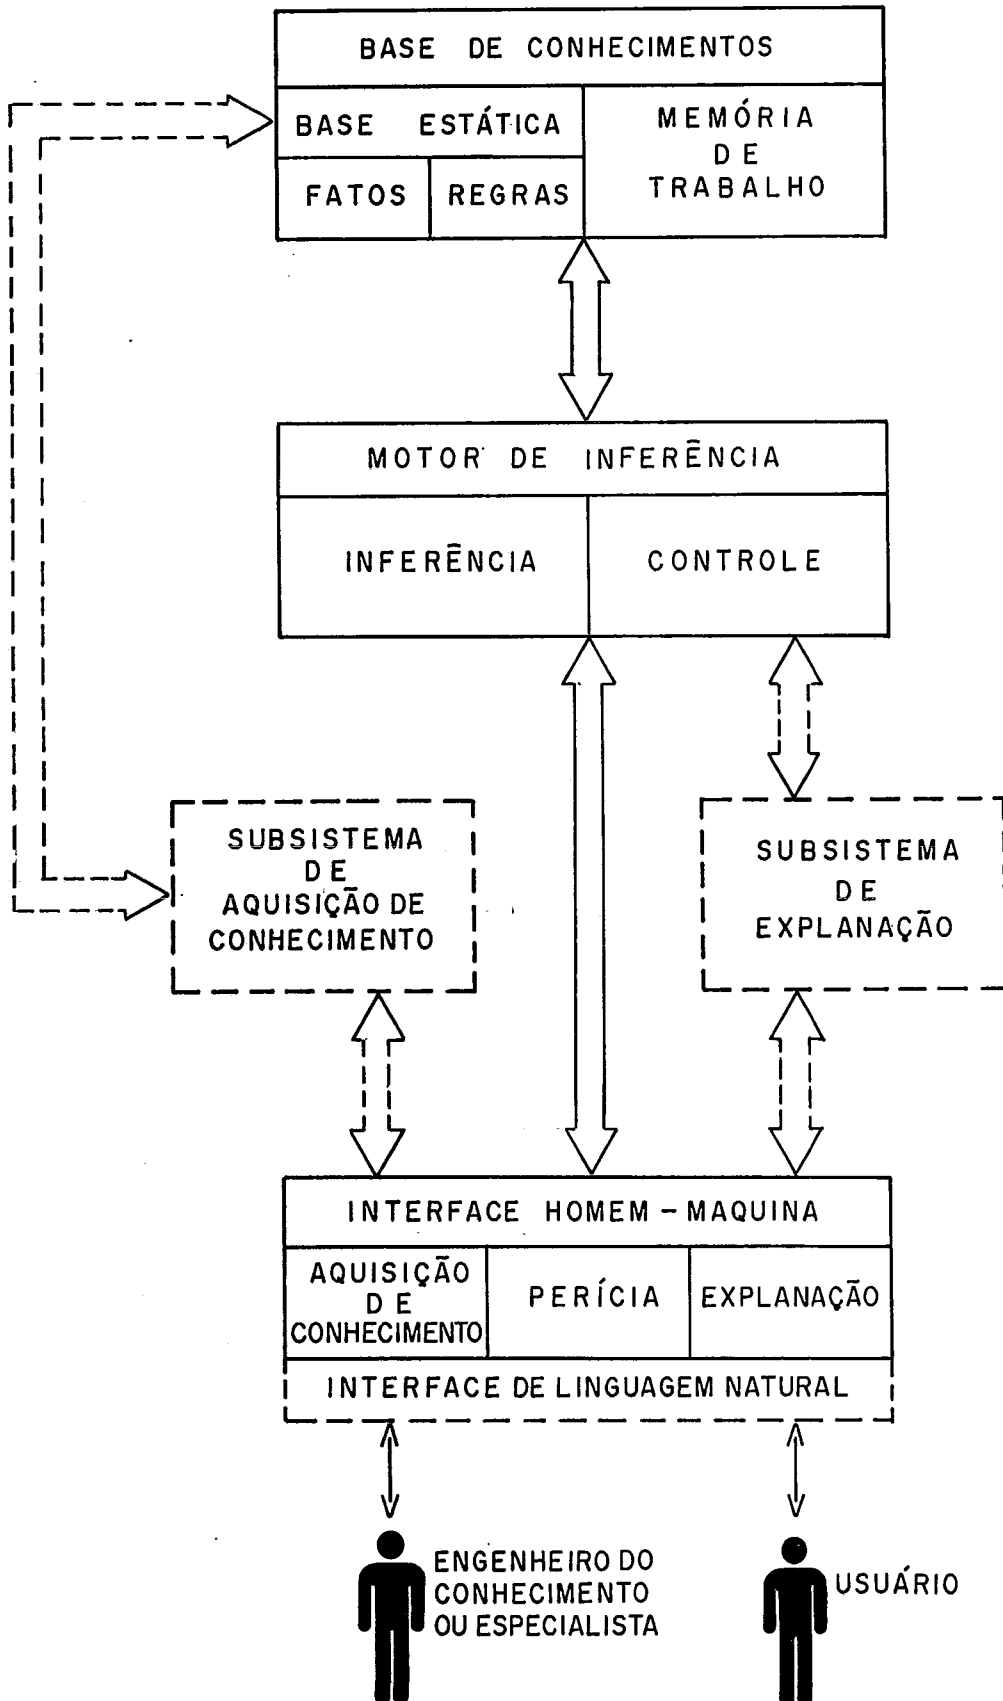 BASE DE CONHECIMENTOS
BASE ESTÁTICA
FATOS
REGRAS
MEMÓRIA
DE
TRABALHO
MOTOR DE INFERÊNCIA
INFERÊNCIA
CONTROLE
SUBSISTEMA
DE
AQUISIÇÃO DE
CONHECIMENTO
SUBSISTEMA
DE
EXPLANAÇÃO
INTERFACE HOMEM - MAQUINA
AQUISIÇÃO
DE
CONHECIMENTO
PERÍCIA
EXPLANAÇÃO
INTERFACE DE LINGUAGEM NATURAL
ENGENHEIRO DO
CONHECIMENTO
OU ESPECIALISTA
USUÁRIO